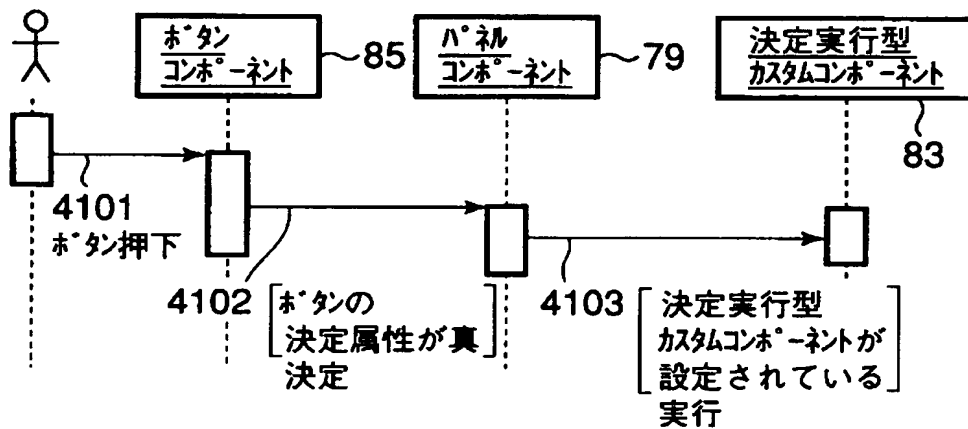 ボタン
コンポーネント
85
パネル
コンポーネント
79
決定実行型
カスタムコンポーネント
83
4101
ボタン押下
4102
ボタンの
決定属性が真
決定
4103
決定実行型
カスタムコンポーネントが
設定されている
実行